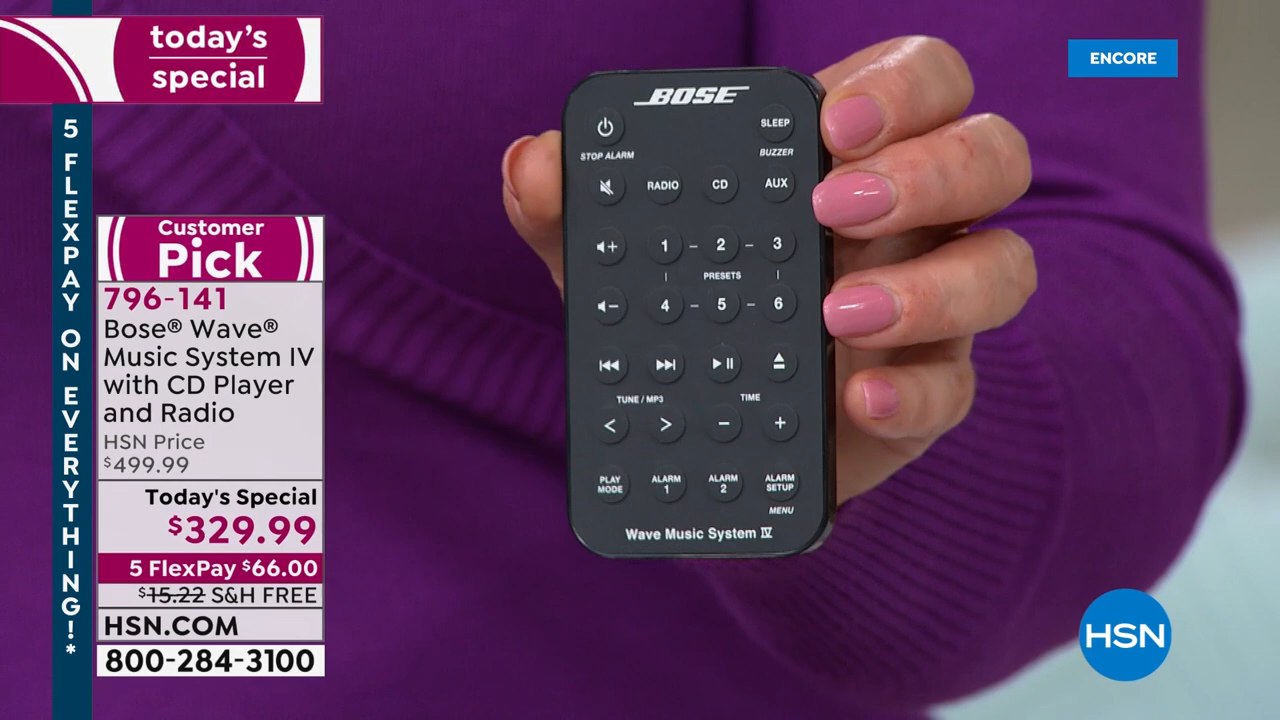 today's
special
ENCORE
5 FLEXPAY ON EVERYTHING!*
Customer
Pick
796-141
Bose® Wave®
Music System IV
with CD Player
and Radio
HSN Price
$499.99
Today's Special
$329.99
5 FlexPay $66.00
$15.22 S&H FREE
HSN.COM
800-284-3100
BOSE
SLEEP
STOP ALARM
BUZZER
RADIO CD AUX
+ 1 - 2 - 3
PRESETS
- 4 - 5 - 6
TUNE / MP3 TIME
< > - +
PLAY MODE
ALARM 1
ALARM 2
ALARM SETUP
MENU
Wave Music System IV
HSN